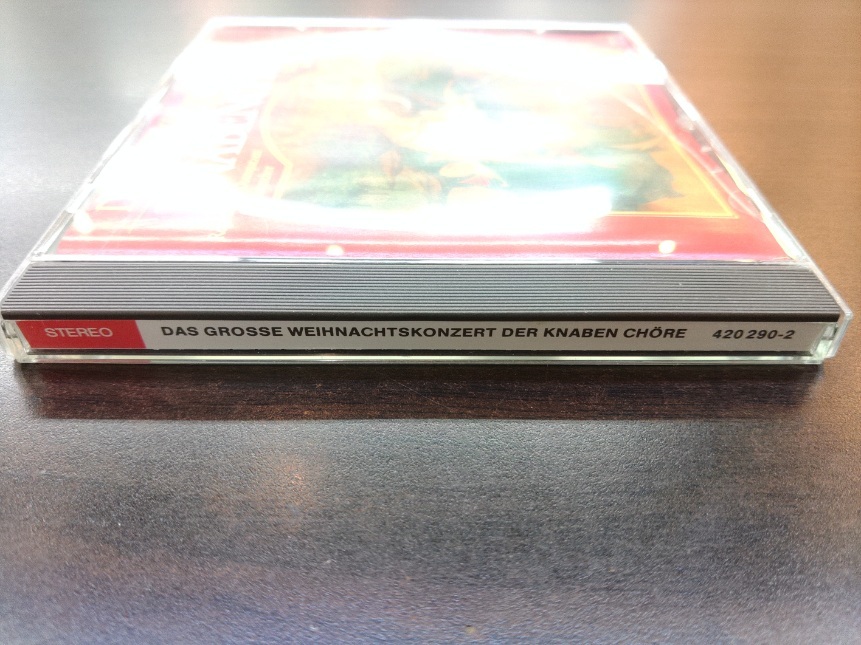 STEREO DAS GROSSE WEIHNACHTSKONZERT DER KNABEN CHÖRE 420 290-2